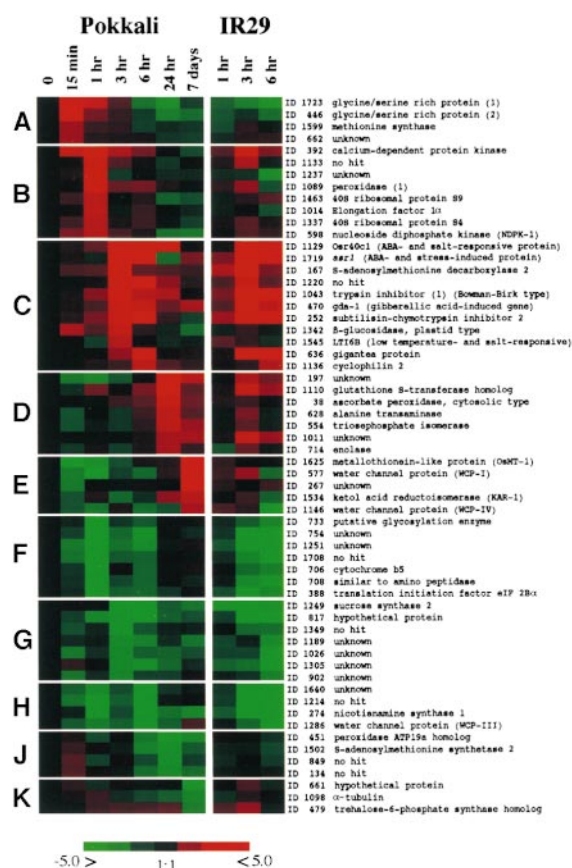 Pokkali IR29
0 15 min 1 hr 3 hr 6 hr 24 hr 7 days 1 hr 3 hr 6 hr
A
ID 1723 glycine/serine rich protein (1)
ID 446 glycine/serine rich protein (2)
ID 1599 methionine synthase
ID 662 unknown
B
ID 392 calcium-dependent protein kinase
ID 1133 no hit
ID 1237 unknown
ID 1089 peroxidase (1)
ID 1463 40S ribosomal protein S9
ID 1014 Elongation factor 1α
ID 1337 40S ribosomal protein S4
ID 598 nucleoside diphosphate kinase (NDPK-1)
C
ID 1129 Osr40c1 (ABA- and salt-responsive protein)
ID 1719 asr1 (ABA- and stress-induced protein)
ID 167 S-adenosylmethionine decarboxylase 2
ID 1220 no hit
ID 1043 trypsin inhibitor (1) (Bowman-Birk type)
ID 470 gda-1 (gibberellic acid-induced gene)
ID 252 subtilisin-chymotrypsin inhibitor 2
ID 1342 ß-glucosidase, plastid type
ID 1545 LTI6B (low temperature- and salt-responsive)
ID 636 gigantea protein
ID 1136 cyclophilin 2
D
ID 197 unknown
ID 1110 glutathione S-transferase homolog
ID 38 ascorbate peroxidase, cytosolic type
ID 628 alanine transaminase
ID 554 triosephosphate isomerase
ID 1011 unknown
ID 714 enolase
E
ID 1625 metallothionein-like protein (OsMT-1)
ID 577 water channel protein (WCP-I)
ID 267 unknown
ID 1534 ketol acid reductoisomerase (KAR-1)
ID 1146 water channel protein (WCP-IV)
F
ID 733 putative glycosylation enzyme
ID 754 unknown
ID 1251 unknown
ID 1708 no hit
ID 706 cytochrome b5
ID 708 similar to amino peptidase
ID 388 translation initiation factor eIF 2Bα
G
ID 1249 sucrose synthase 2
ID 817 hypothetical protein
ID 1349 no hit
ID 1189 unknown
ID 1026 unknown
ID 1305 unknown
ID 902 unknown
H
ID 1640 unknown
ID 1214 no hit
ID 274 nicotianamine synthase 1
ID 1286 water channel protein (WCP-III)
J
ID 451 peroxidase ATP19a homolog
ID 1502 S-adenosylmethionine synthetase 2
ID 849 no hit
ID 134 no hit
K
ID 661 hypothetical protein
ID 1098 α-tubulin
ID 479 trehalose-6-phosphate synthase homolog
-5.0 > 1:1 < 5.0